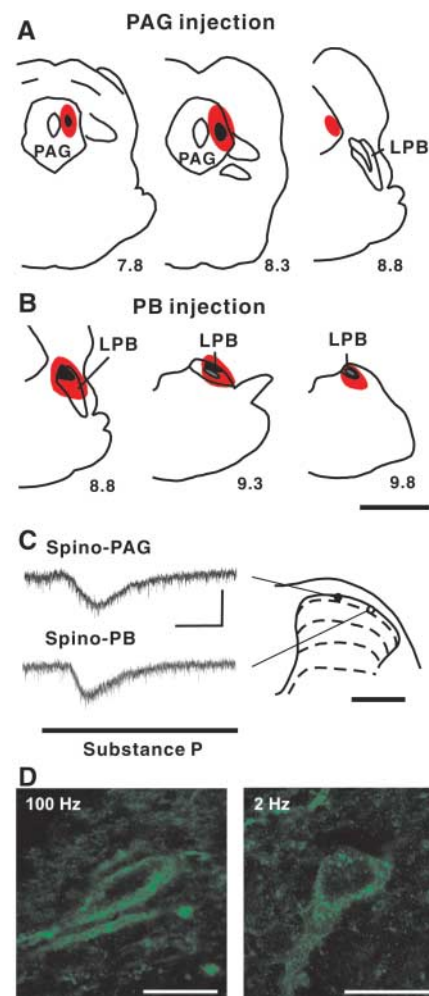 PAG injection
A
PAG
PAG
LPB
7.8
8.3
8.8
PB injection
B
LPB
LPB
LPB
8.8
9.3
9.8
C
Spino-PAG
Spino-PB
Substance P
D
100 Hz
2 Hz